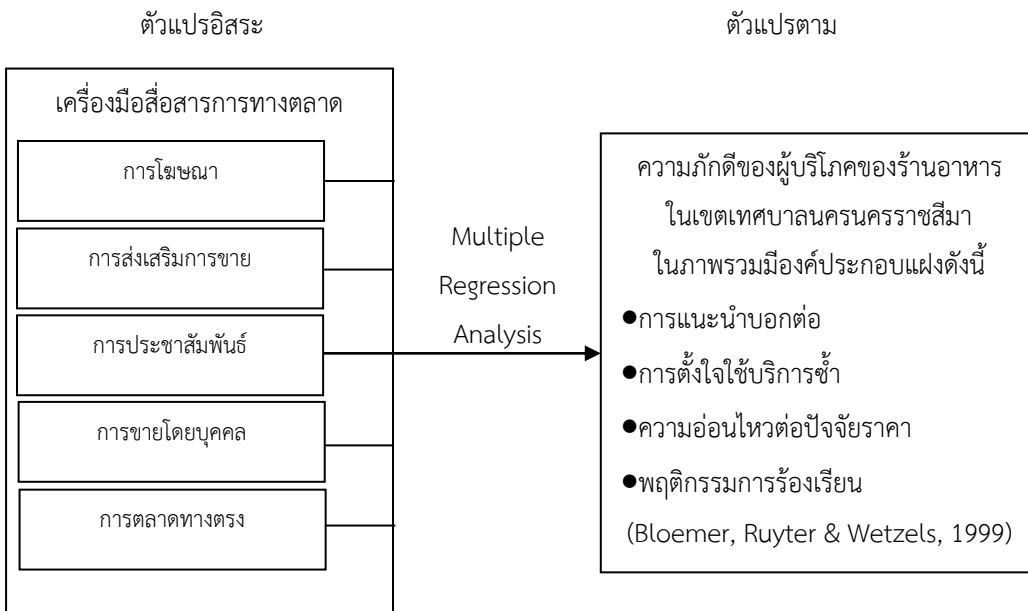 ตัวแปรอิสระ
ตัวแปรตาม
เครื่องมือสื่อสารการทางตลาด
การโฆษณา
การส่งเสริมการขาย
การประชาสัมพันธ์
การขายโดยบุคคล
การตลาดทางตรง
Multiple
Regression
Analysis
ความภักดีของผู้บริโภคของร้านอาหาร
ในเขตเทศบาลนครนครราชสีมา
ในภาพรวมมีองค์ประกอบแฝงดังนี้
●การแนะนำบอกต่อ
●การตั้งใจใช้บริการซ้ำ
●ความอ่อนไหวต่อปัจจัยราคา
●พฤติกรรมการร้องเรียน
(Bloemer, Ruyter & Wetzels, 1999)